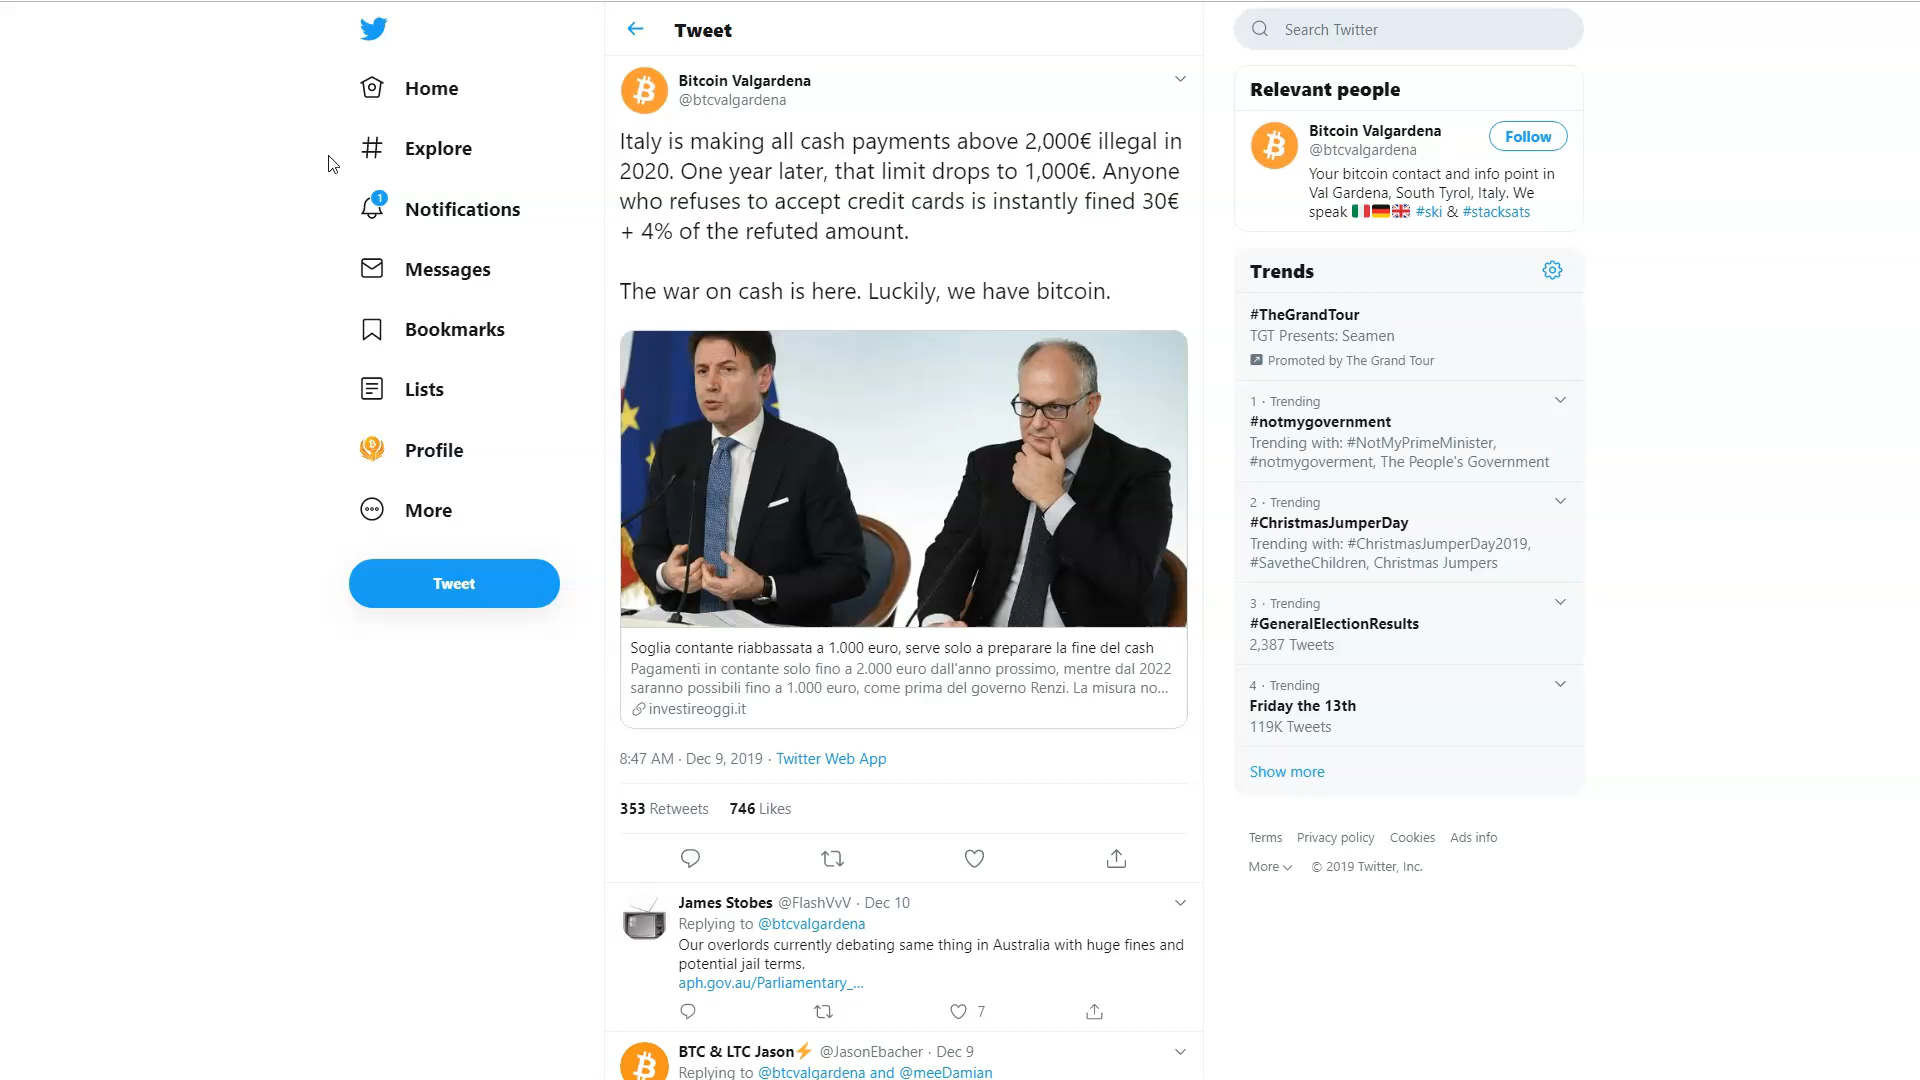 Home
Explore
1
Notifications
Messages
Bookmarks
Lists
Profile
More
Tweet
Tweet
Bitcoin Valgardena
@btcvalgardena
Italy is making all cash payments above 2,000€ illegal in
2020. One year later, that limit drops to 1,000€. Anyone
who refuses to accept credit cards is instantly fined 30€
+ 4% of the refuted amount.
The war on cash is here. Luckily, we have bitcoin.
Soglia contante riabbassata a 1.000 euro, serve solo a preparare la fine del cash
Pagamenti in contante solo fino a 2.000 euro dall'anno prossimo, mentre dal 2022
saranno possibili fino a 1.000 euro, come prima del governo Renzi. La misura no...
investireoggi.it
8:47 AM · Dec 9, 2019 · Twitter Web App
353 Retweets 746 Likes
James Stobes @FlashVvV · Dec 10
Replying to @btcvalgardena
Our overlords currently debating same thing in Australia with huge fines and
potential jail terms.
aph.gov.au/Parliamentary_...
7
BTC & LTC Jason⚡ @JasonEbacher · Dec 9
Replying to @btcvalgardena and @meeDamian
Search Twitter
Relevant people
Bitcoin Valgardena
@btcvalgardena
Follow
Your bitcoin contact and info point in
Val Gardena, South Tyrol, Italy. We
speak 🇮🇹🇩🇪🇬🇧 #ski & #stacksats
Trends
#TheGrandTour
TGT Presents: Seamen
Promoted by The Grand Tour
1 · Trending
#notmygovernment
Trending with: #NotMyPrimeMinister,
#notmygoverment, The People's Government
2 · Trending
#ChristmasJumperDay
Trending with: #ChristmasJumperDay2019,
#SavetheChildren, Christmas Jumpers
3 · Trending
#GeneralElectionResults
2,387 Tweets
4 · Trending
Friday the 13th
119K Tweets
Show more
Terms Privacy policy Cookies Ads info
More © 2019 Twitter, Inc.